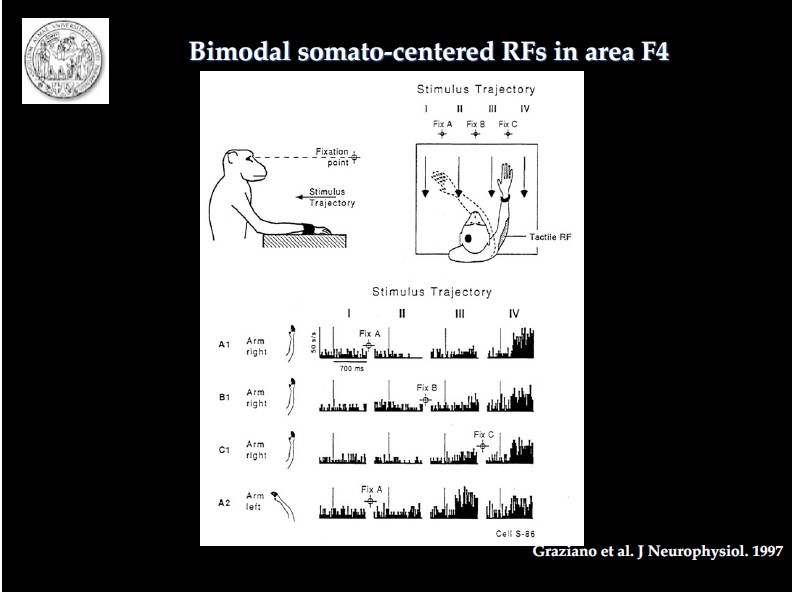 Bimodal somato-centered RFs in area F4
Stimulus Trajectory
I II III IV
Fix A Fix B Fix C
Fixation
point
Stimulus
Trajectory
Tactile RF
Stimulus Trajectory
I II III IV
A1 Arm
right
50 s/s
Fix A
700 ms
B1 Arm
right
Fix B
C1 Arm
right
Fix C
A2 Arm
left
Fix A
Cell S-86
Graziano et al. J Neurophysiol. 1997